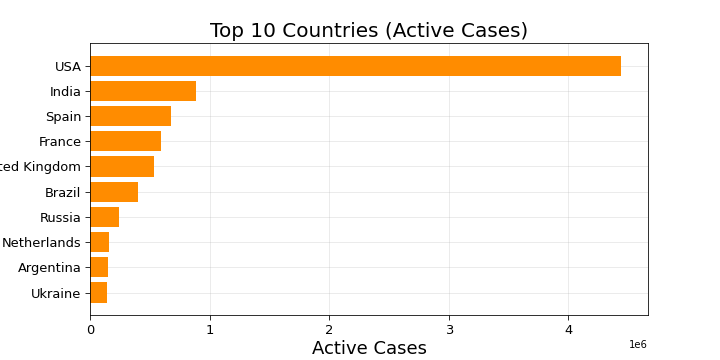 Top 10 Countries (Active Cases)
USA
India
Spain
France
ted Kingdom
Brazil
Russia
Netherlands
Argentina
Ukraine
0 1 2 3 4
1e6
Active Cases